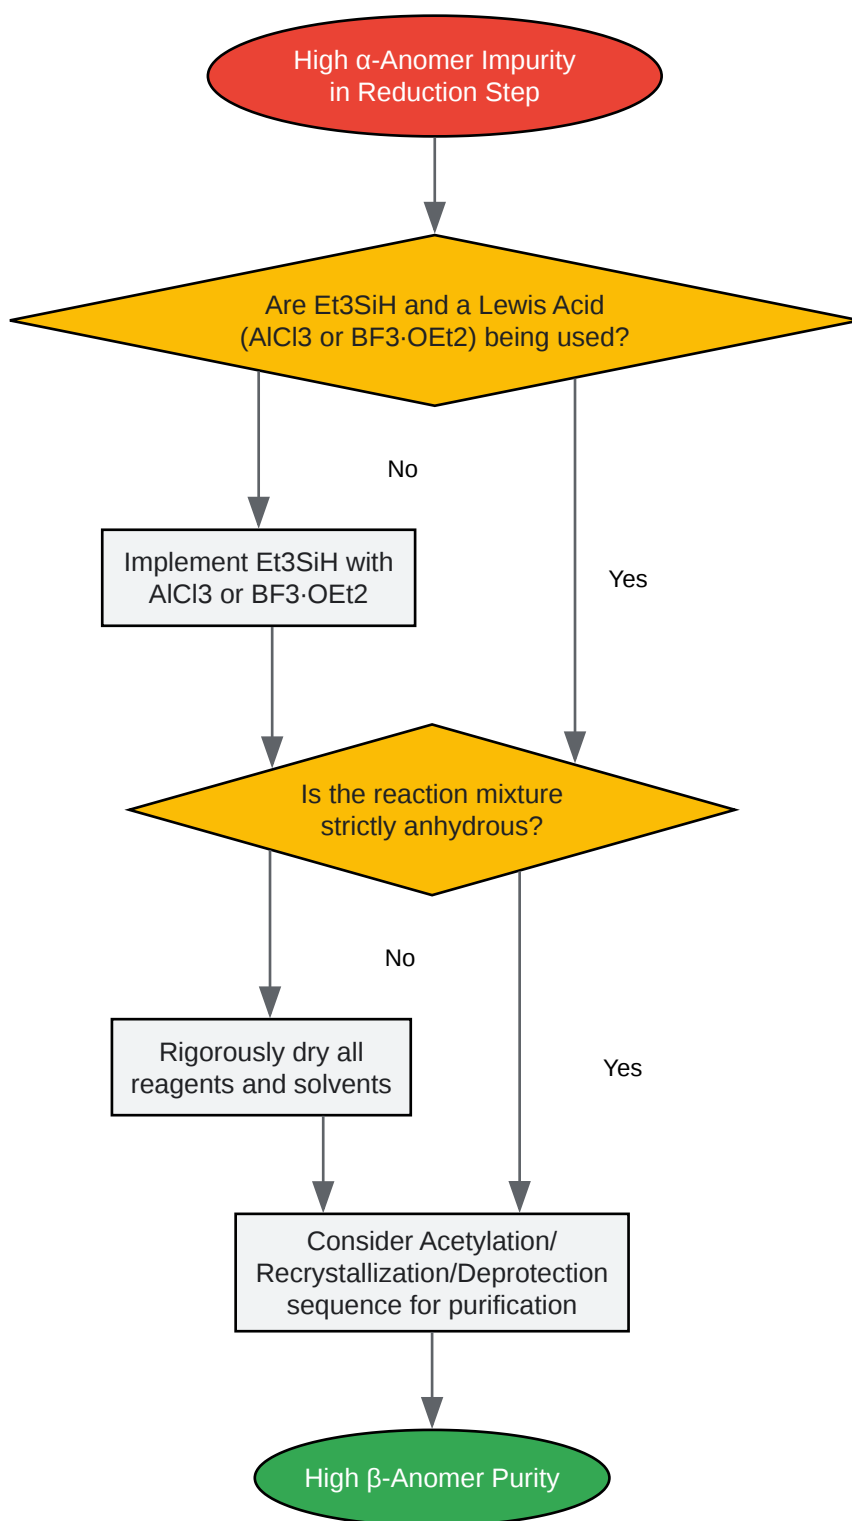 High α-Anomer Impurity
in Reduction Step
Are Et3SiH and a Lewis Acid
(AlCl3 or BF3·OEt2) being used?
No
Implement Et3SiH with
AlCl3 or BF3·OEt2
Yes
Is the reaction mixture
strictly anhydrous?
No
Rigorously dry all
reagents and solvents
Yes
Consider Acetylation/
Recrystallization/Deprotection
sequence for purification
High β-Anomer Purity